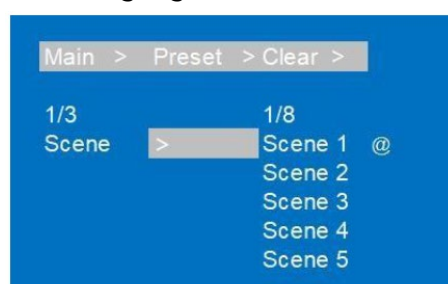 Main > Preset > Clear >
1/3 1/8
Scene > Scene 1 @
Scene 2
Scene 3
Scene 4
Scene 5